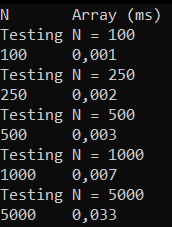 N Array (ms)
Testing N = 100
100 0,001
Testing N = 250
250 0,002
Testing N = 500
500 0,003
Testing N = 1000
1000 0,007
Testing N = 5000
5000 0,033